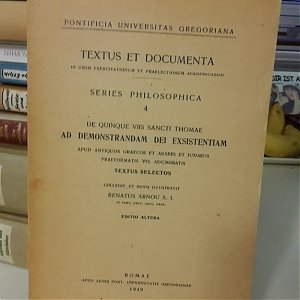 PONTIFICIA UNIVERSITAS GREGORIANA
TEXTUS ET DOCUMENTA
IN USUM EXERCITATIONUM ET PRAELECTIONUM ACADEMICARUM
SERIES PHILOSOPHICA
4
DE QUINQUE VIIS SANCTI THOMAE
AD DEMONSTRANDAM DEI EXSISTENTIAM
APUD ANTIQUOS GRAECOS ET ARABES ET IUDAEOS
PRAEFORMATIS VEL ADUMBRATIS
TEXTUS SELECTOS
COLLEGIT ET NOTIS ILLUSTRAVIT
RENATUS ARNOU S. I.
EDITIO ALTERA
ROMAE
APUD AEDES PONT. UNIVERSITATIS GREGORIANAE
1949